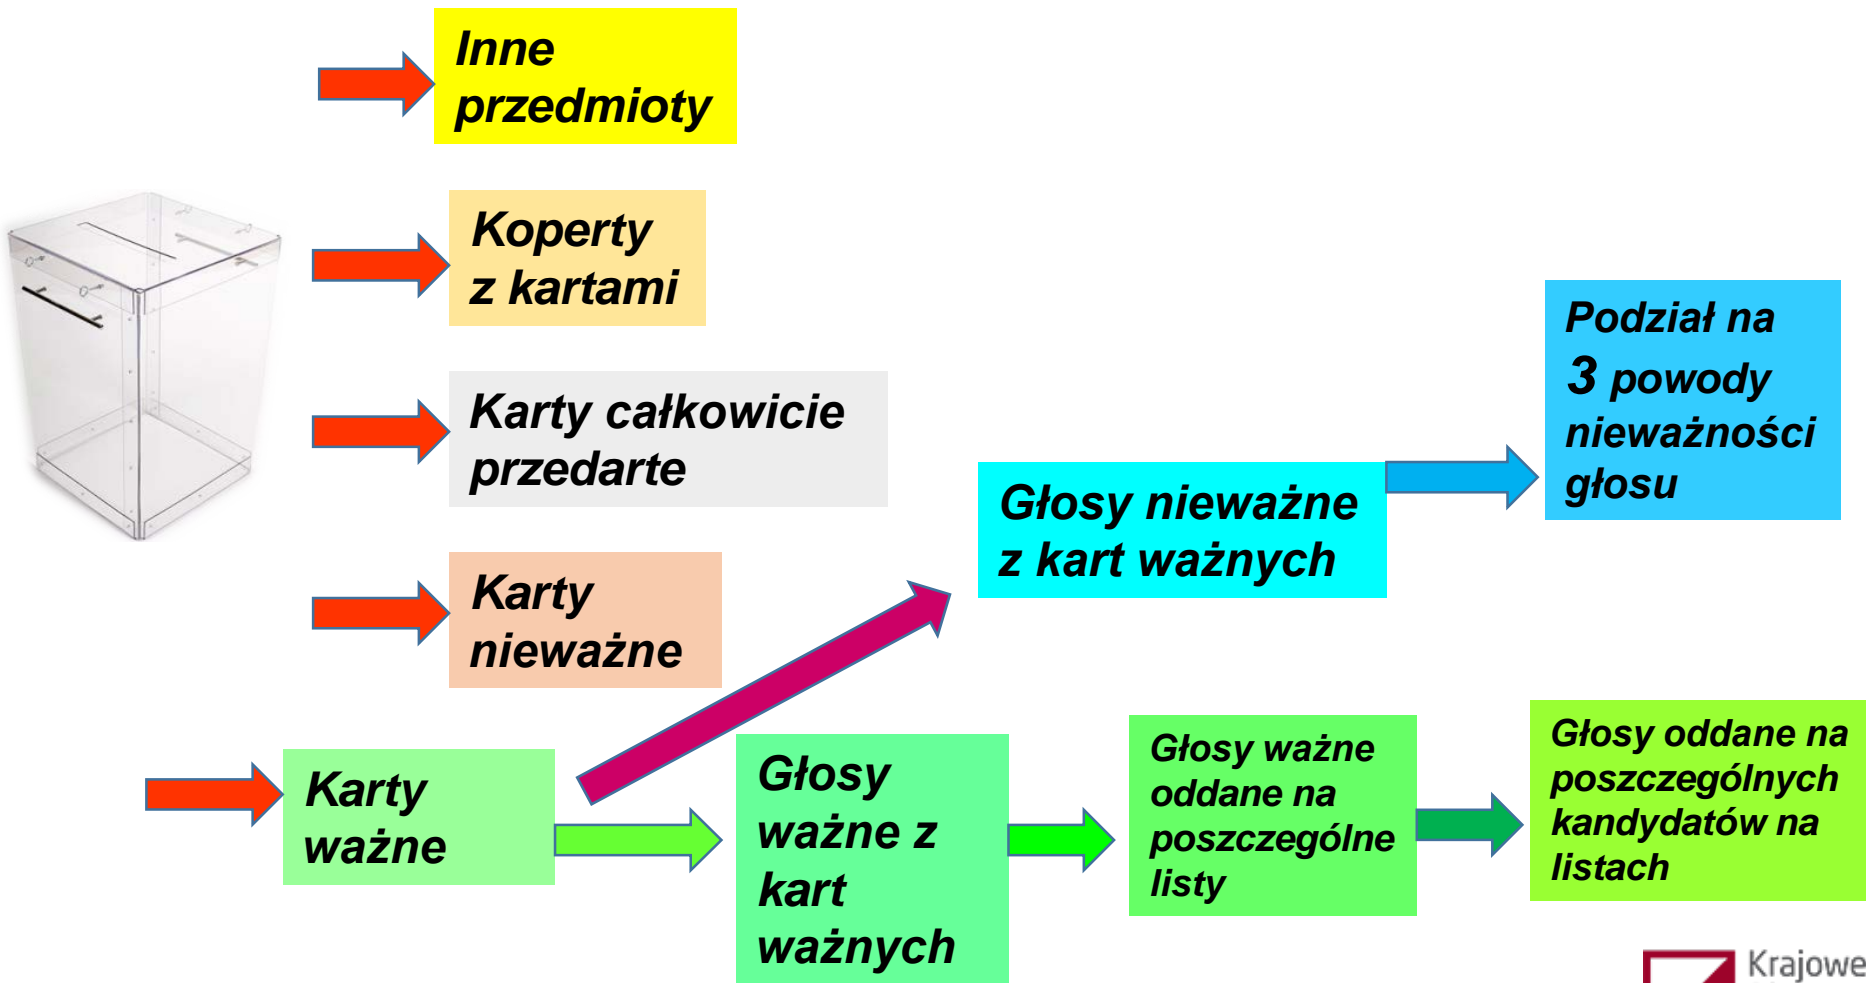 Inne
przedmioty
Koperty
z kartami
Karty całkowicie
przedarte
Karty
nieważne
Karty
ważne
Głosy
ważne z
kart
ważnych
Głosy nieważne
z kart ważnych
Podział na
3 powody
nieważności
głosu
Głosy ważne
oddane na
poszczególne
listy
Głosy oddane na
poszczególnych
kandydatów na
listach
Krajowe